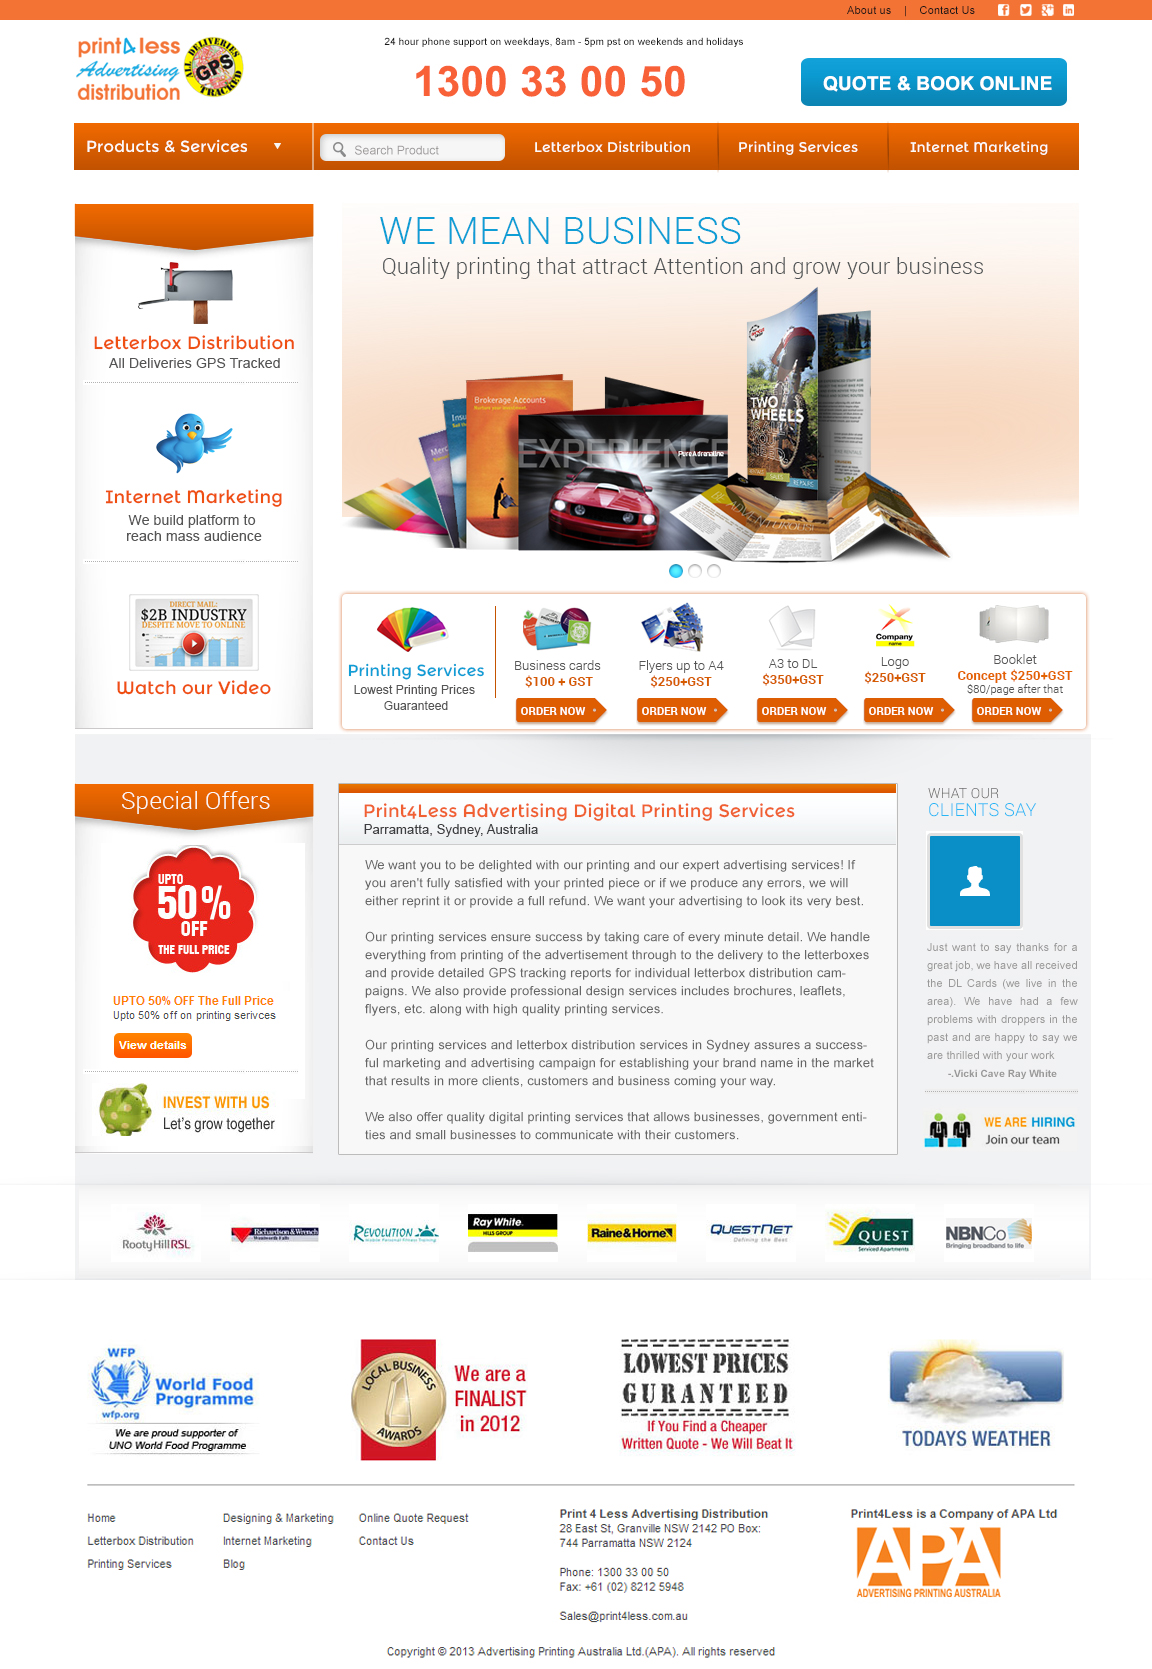 About us | Contact Us
print4less
Advertising
distribution
ALL DELIVERIES
GPS
TRACKED
24 hour phone support on weekdays, 8am - 5pm pst on weekends and holidays
1300 33 00 50
QUOTE & BOOK ONLINE
Products & Services
Search Product
Letterbox Distribution
Printing Services
Internet Marketing
Letterbox Distribution
All Deliveries GPS Tracked
Internet Marketing
We build platform to
reach mass audience
DIRECT MAIL:
$2B INDUSTRY
DESPITE MOVE TO ONLINE
Watch our Video
WE MEAN BUSINESS
Quality printing that attract Attention and grow your business
Brokerage Accounts
EXPERIENCE
Pure Adrenaline
TWO
WHEELS
Printing Services
Lowest Printing Prices
Guaranteed
Business cards
$100 + GST
ORDER NOW
Flyers up to A4
$250+GST
ORDER NOW
A3 to DL
$350+GST
ORDER NOW
Company
name
Logo
$250+GST
ORDER NOW
Booklet
Concept $250+GST
$80/page after that
ORDER NOW
Special Offers
UPTO
50%
OFF
THE FULL PRICE
UPTO 50% OFF The Full Price
Upto 50% off on printing serivces
View details
INVEST WITH US
Let's grow together
Print4Less Advertising Digital Printing Services
Parramatta, Sydney, Australia
We want you to be delighted with our printing and our expert advertising services! If
you aren't fully satisfied with your printed piece or if we produce any errors, we will
either reprint it or provide a full refund. We want your advertising to look its very best.
Our printing services ensure success by taking care of every minute detail. We handle
everything from printing of the advertisement through to the delivery to the letterboxes
and provide detailed GPS tracking reports for individual letterbox distribution cam-
paigns. We also provide professional design services includes brochures, leaflets,
flyers, etc. along with high quality printing services.
Our printing services and letterbox distribution services in Sydney assures a success-
ful marketing and advertising campaign for establishing your brand name in the market
that results in more clients, customers and business coming your way.
We also offer quality digital printing services that allows businesses, government enti-
ties and small businesses to communicate with their customers.
WHAT OUR
CLIENTS SAY
Just want to say thanks for a
great job, we have all received
the DL Cards (we live in the
area). We have had a few
problems with droppers in the
past and are happy to say we
are thrilled with your work
-.Vicki Cave Ray White
WE ARE HIRING
Join our team
RootyHillRSL
Richardson & Wrench
Wentworth Falls
REVOLUTION
Mobile Personal Fitness Training
Ray White.
HILLS GROUP
Raine&Horne
QUESTNET
Defining the Best
QUEST
Serviced Apartments
NBNCo
Bringing broadband to life
WFP
wfp.org
World Food
Programme
We are proud supporter of
UNO World Food Programme
LOCAL BUSINESS
AWARDS
We are a
FINALIST
in 2012
LOWEST PRICES
GURANTEED
If You Find a Cheaper
Written Quote - We Will Beat It
TODAYS WEATHER
Home
Letterbox Distribution
Printing Services
Designing & Marketing
Internet Marketing
Blog
Online Quote Request
Contact Us
Print 4 Less Advertising Distribution
28 East St, Granville NSW 2142 PO Box:
744 Parramatta NSW 2124
Phone: 1300 33 00 50
Fax: +61 (02) 8212 5948
Sales@print4less.com.au
Print4Less is a Company of APA Ltd
APA
ADVERTISING PRINTING AUSTRALIA
Copyright © 2013 Advertising Printing Australia Ltd.(APA). All rights reserved